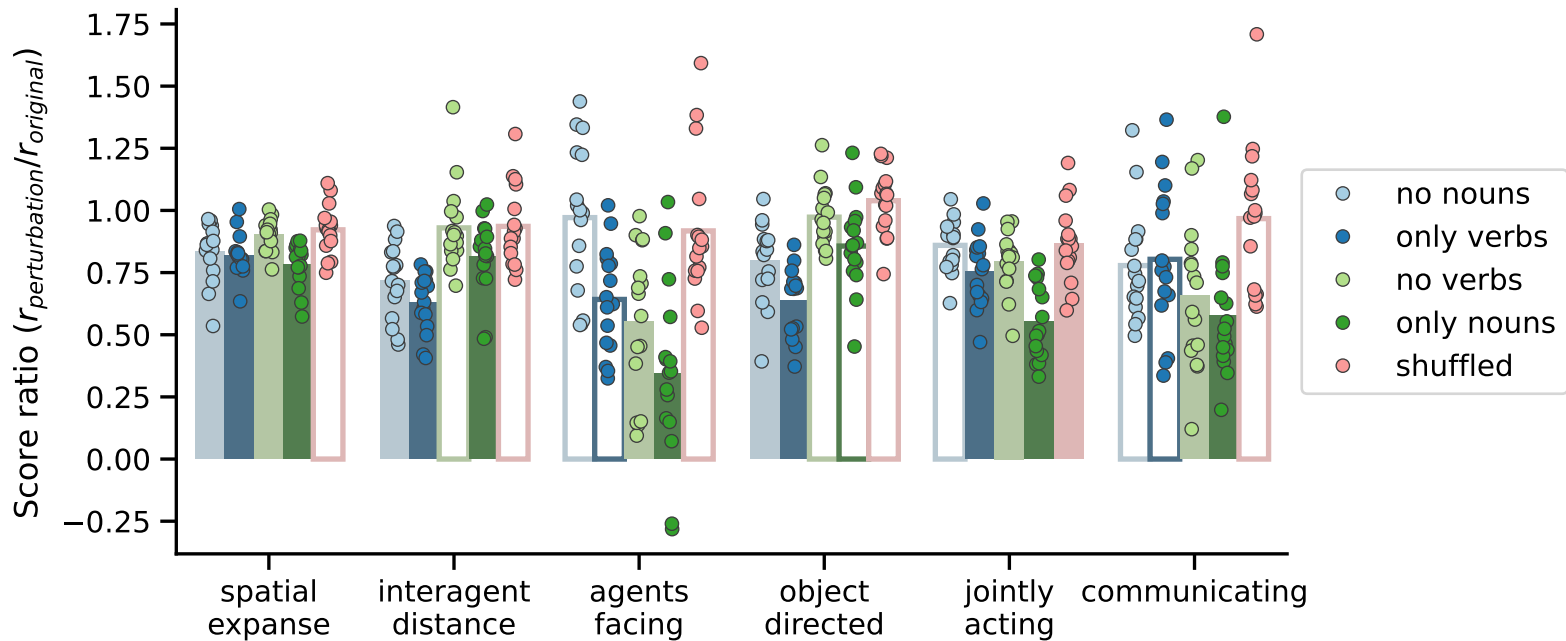 Score ratio (r_perturbation/r_original)
1.75
1.50
1.25
1.00
0.75
0.50
0.25
0.00
−0.25
spatial
expanse
interagent
distance
agents
facing
object
directed
jointly
acting
communicating
no nouns
only verbs
no verbs
only nouns
shuffled